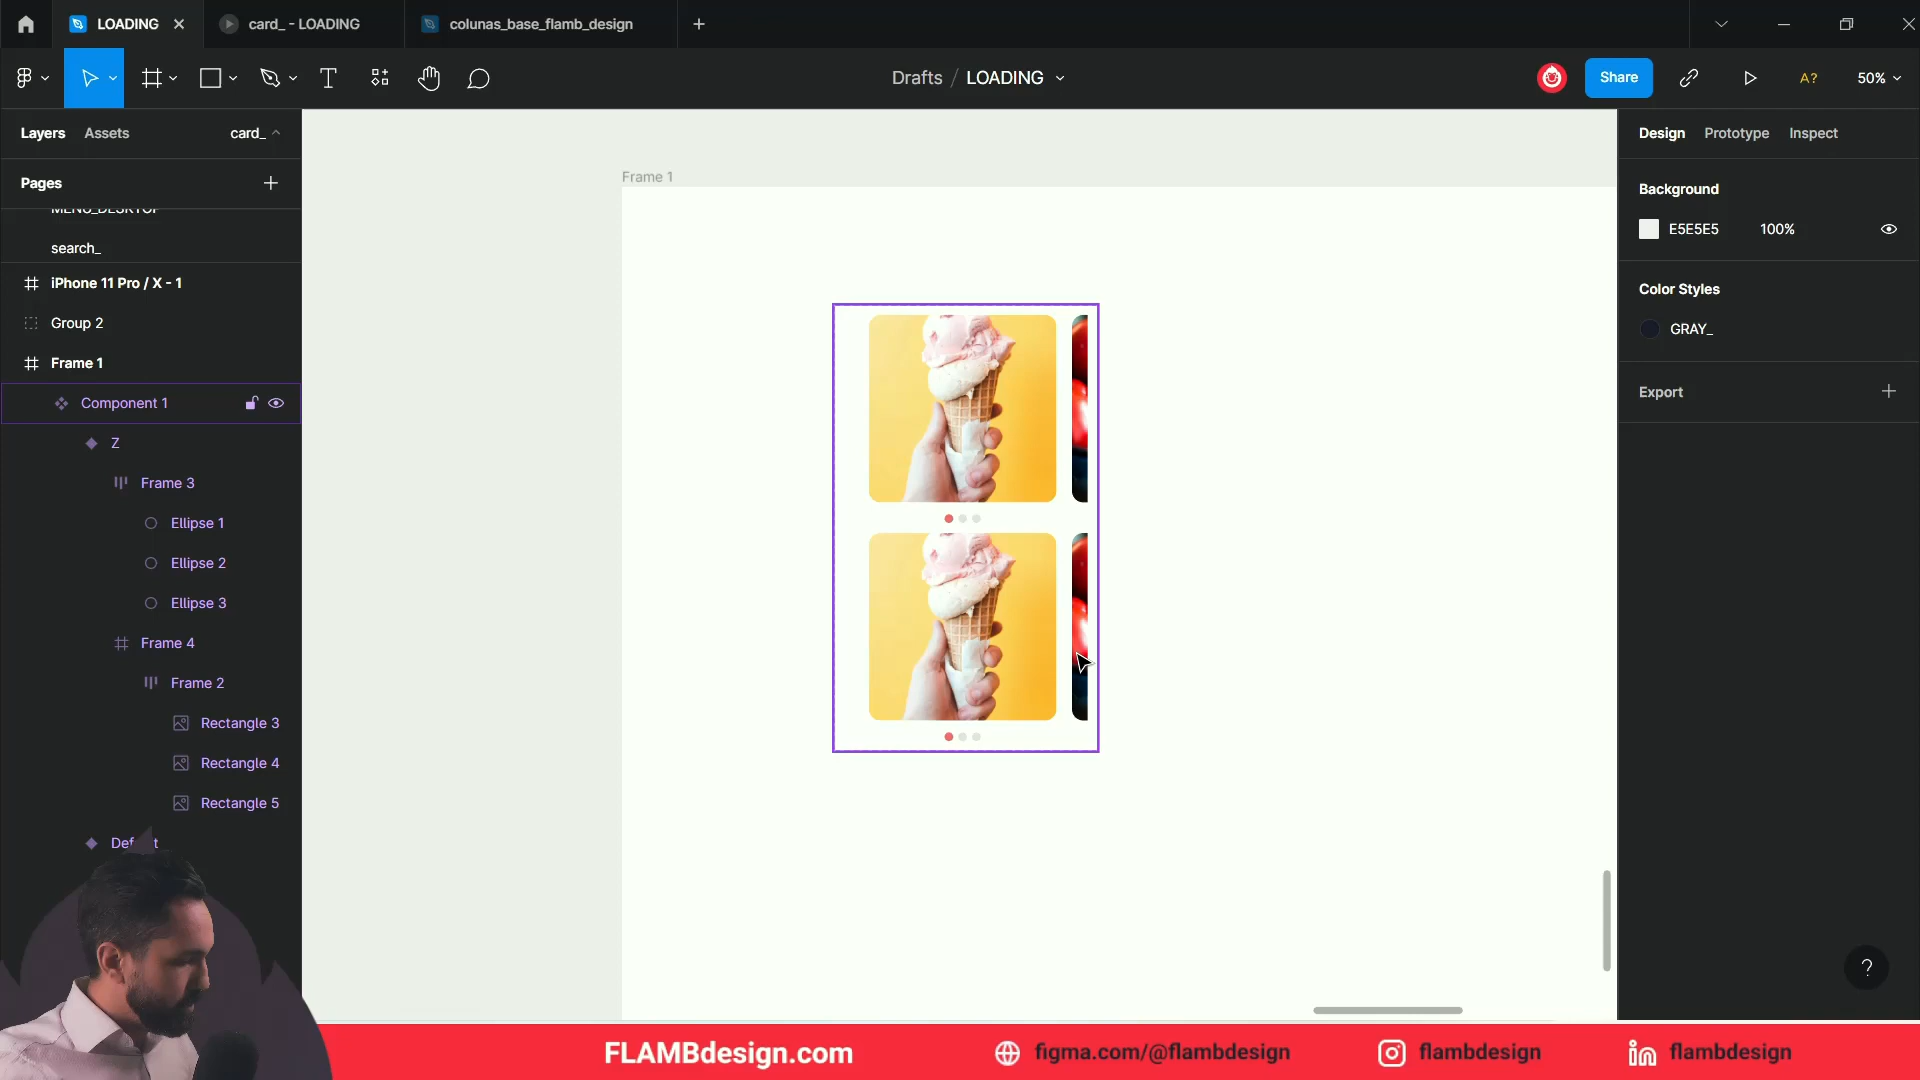 LOADING
card_ - LOADING
colunas_base_flamb_design
Drafts / LOADING
Share
A?
50%
Layers
Assets
card_
Pages
MENU_DESKTOP
search_
iPhone 11 Pro / X - 1
Group 2
Frame 1
Component 1
Z
Frame 3
Ellipse 1
Ellipse 2
Ellipse 3
Frame 4
Frame 2
Rectangle 3
Rectangle 4
Rectangle 5
Frame 1
Design
Prototype
Inspect
Background
E5E5E5
100%
Color Styles
GRAY_
Export
?
FLAMBdesign.com
figma.com/@flambdesign
flambdesign
flambdesign